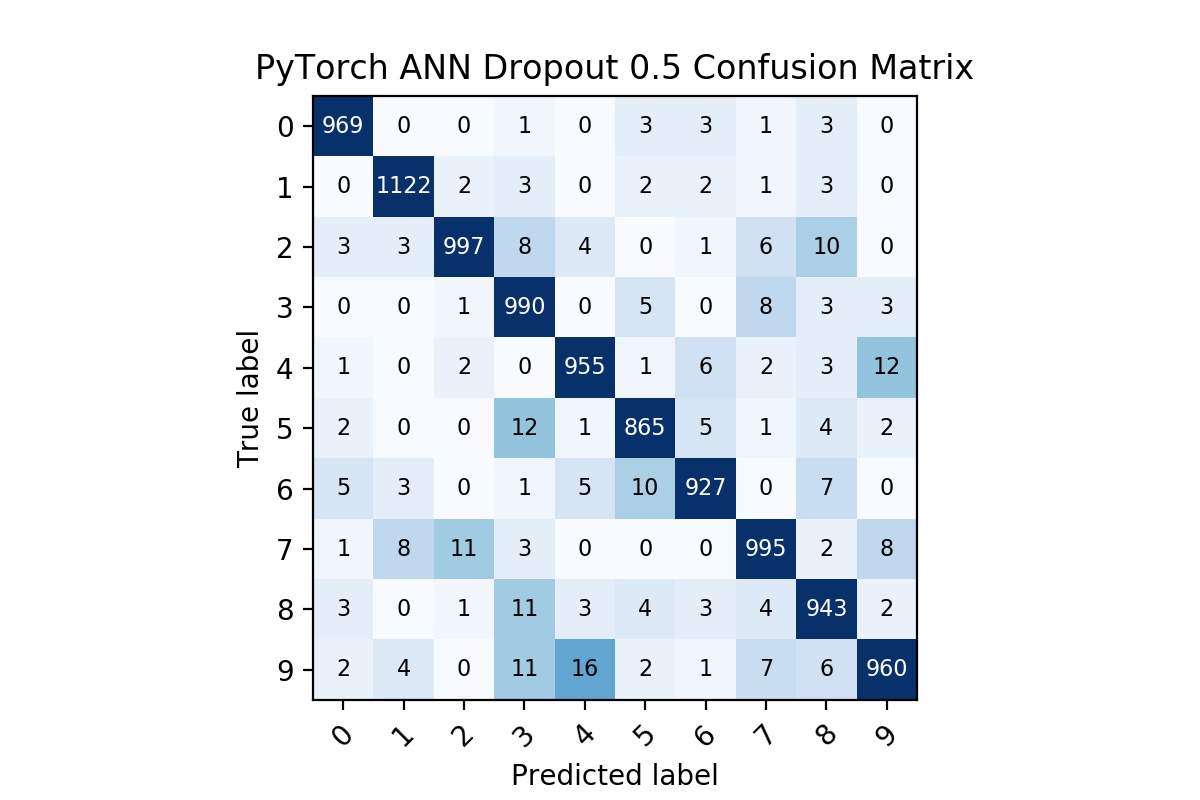 PyTorch ANN Dropout 0.5 Confusion Matrix
0 969 0 0 1 0 3 3 1 3 0
1 0 1122 2 3 0 2 2 1 3 0
2 3 3 997 8 4 0 1 6 10 0
3 0 0 1 990 0 5 0 8 3 3
4 1 0 2 0 955 1 6 2 3 12
5 2 0 0 12 1 865 5 1 4 2
6 5 3 0 1 5 10 927 0 7 0
7 1 8 11 3 0 0 0 995 2 8
8 3 0 1 11 3 4 3 4 943 2
9 2 4 0 11 16 2 1 7 6 960
True label
0 1 2 3 4 5 6 7 8 9
Predicted label